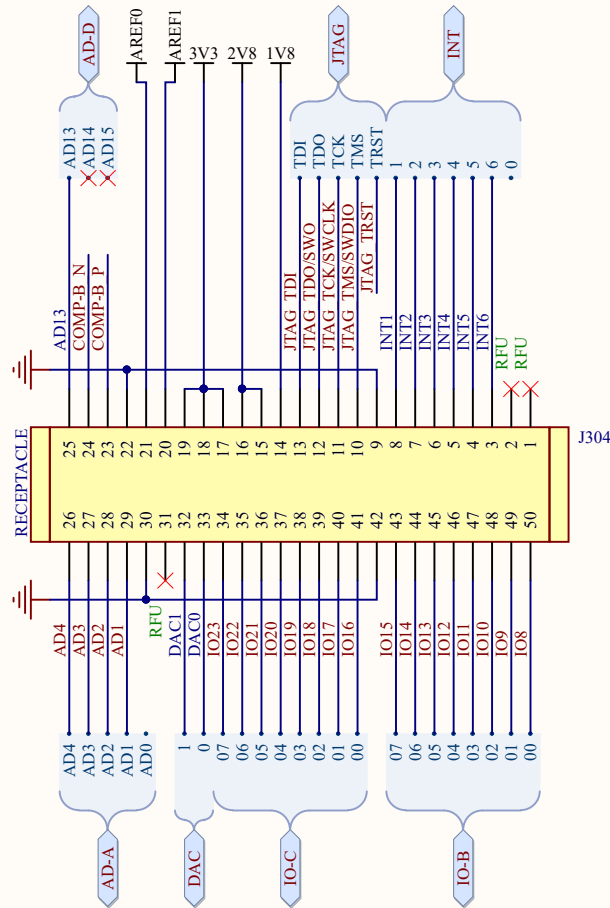 AD-D
AD13
AD14
AD15
AREF0
AREF1
3V3
2V8
1V8
JTAG
TDI
TDO
TCK
TMS
TRST
INT
1
2
3
4
5
6
0
AD13
COMP-B N
COMP-B P
JTAG TDI
JTAG TDO/SWO
JTAG TCK/SWCLK
JTAG TMS/SWDIO
JTAG TRST
INT1
INT2
INT3
INT4
INT5
INT6
RFU
RFU
RECEPTACLE
J304
25
24
23
22
21
20
19
18
17
16
15
14
13
12
11
10
9
8
7
6
5
4
3
2
1
26
27
28
29
30
31
32
33
34
35
36
37
38
39
40
41
42
43
44
45
46
47
48
49
50
AD4
AD3
AD2
AD1
RFU
DAC1
DAC0
IO23
IO22
IO21
IO20
IO19
IO18
IO17
IO16
IO15
IO14
IO13
IO12
IO11
IO10
IO9
IO8
AD4
AD3
AD2
AD1
AD0
1
0
07
06
05
04
03
02
01
00
07
06
05
04
03
02
01
00
AD-A
DAC
IO-C
IO-B